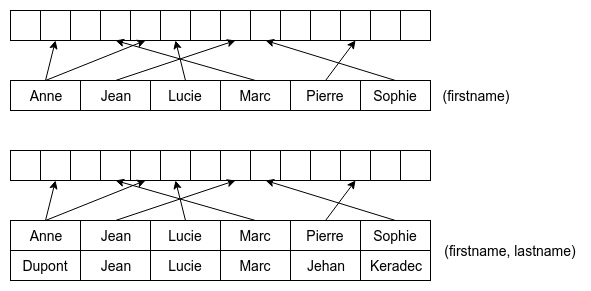 Anne Jean Lucie Marc Pierre Sophie (firstname)
Anne Jean Lucie Marc Pierre Sophie
(firstname, lastname)
Dupont Jean Lucie Marc Jehan Keradec